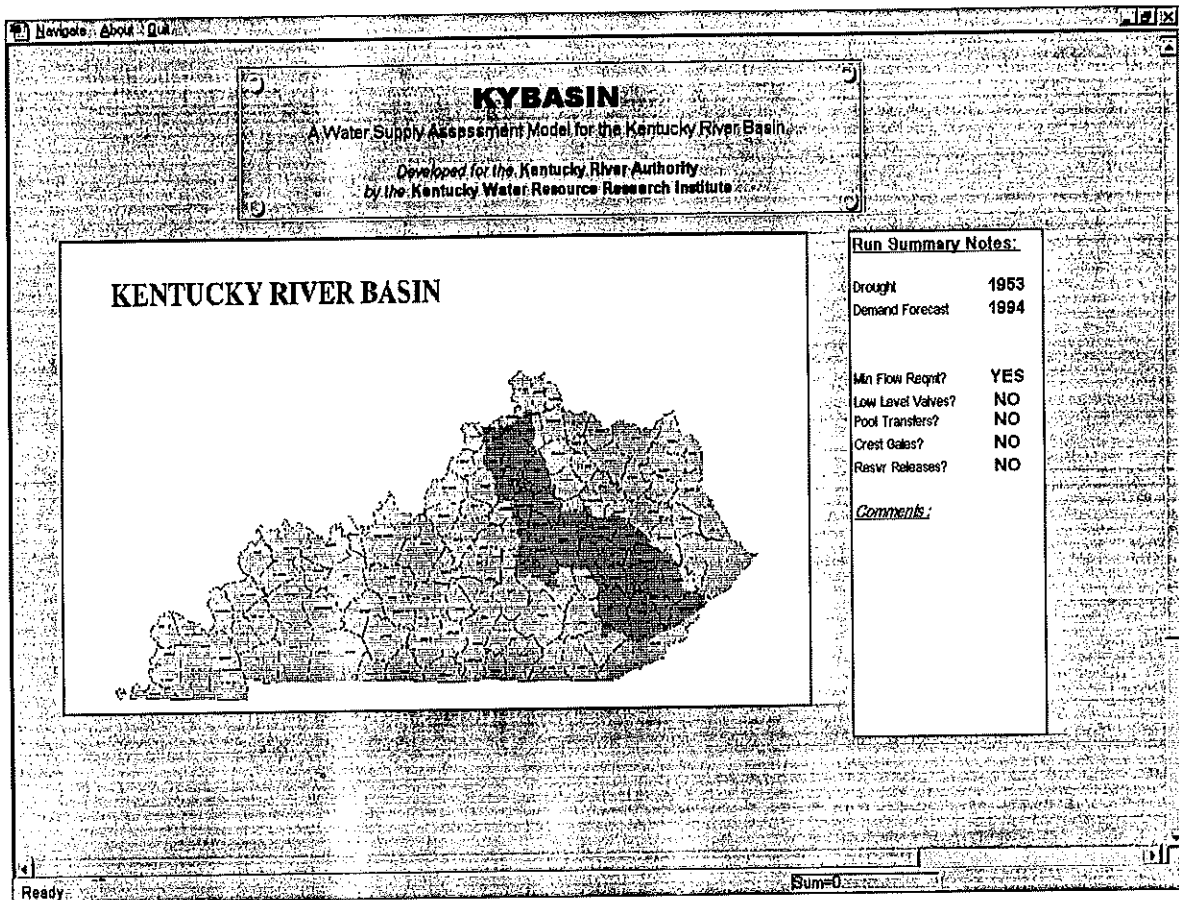 Navigate About Quit
KYBASIN
A Water Supply Assessment Model for the Kentucky River Basin
Developed for the Kentucky River Authority
by the Kentucky Water Resource Research Institute
KENTUCKY RIVER BASIN
Run Summary Notes:
Drought 1953
Demand Forecast 1994
Min Flow Reqmt? YES
Low Level Valves? NO
Pool Transfers? NO
Crest Gates? NO
Resvr Releases? NO
Comments:
Ready
Sum=0